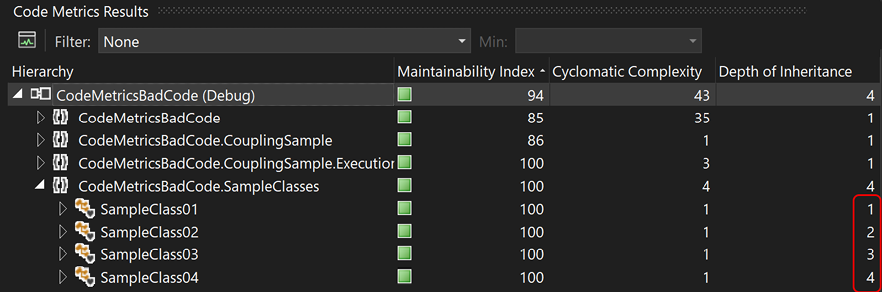 Code Metrics Results
Filter: None Min:
Hierarchy Maintainability Index Cyclomatic Complexity Depth of Inheritance
CodeMetricsBadCode (Debug) 94 43 4
CodeMetricsBadCode 85 35 1
CodeMetricsBadCode.CouplingSample 86 1 1
CodeMetricsBadCode.CouplingSample.Execution 100 3 1
CodeMetricsBadCode.SampleClasses 100 4 4
SampleClass01 100 1 1
SampleClass02 100 1 2
SampleClass03 100 1 3
SampleClass04 100 1 4